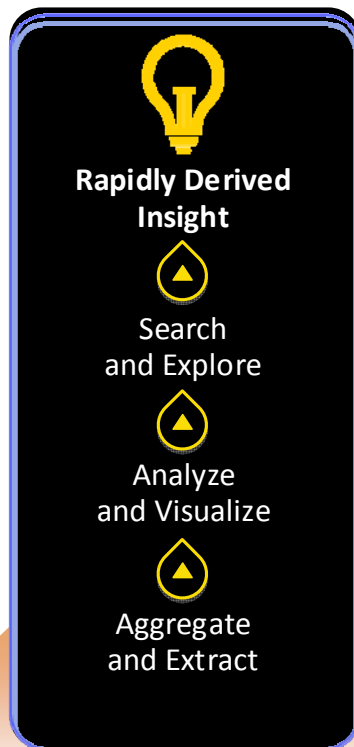 Rapidly Derived
Insight
Search
and Explore
Analyze
and Visualize
Aggregate
and Extract